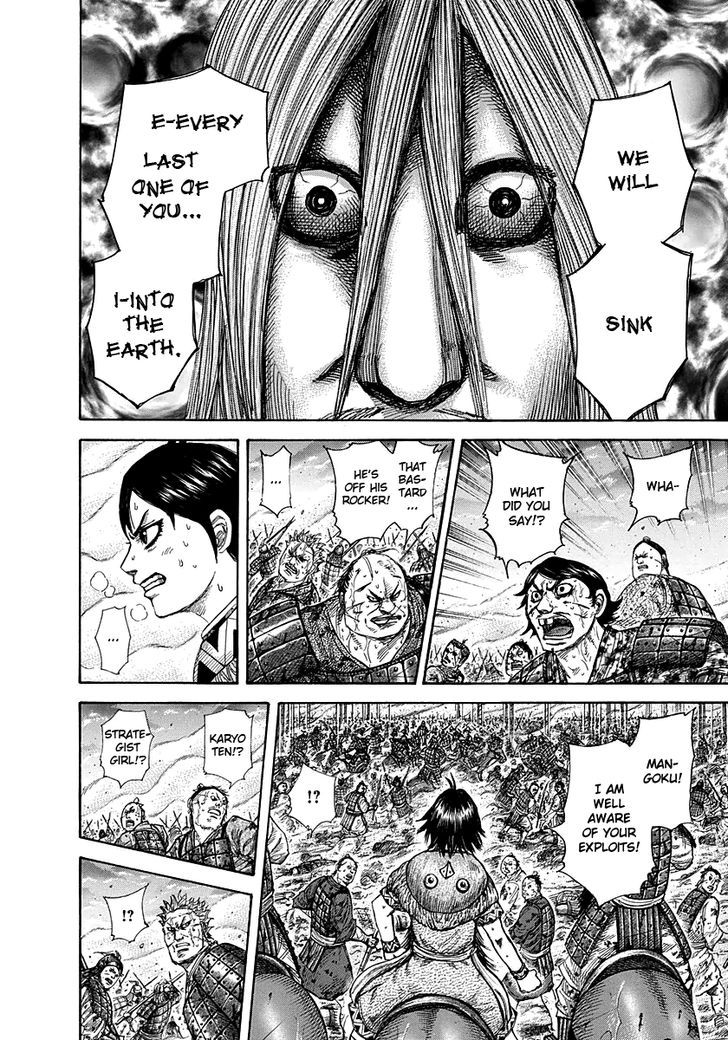 WE
WILL
SINK
E-EVERY
LAST
ONE OF
YOU...
I-INTO
THE
EARTH.
WHA-
WHAT
DID YOU
SAY!?
THAT
BAS-
TARD
...
HE'S
OFF HIS
ROCKER!
...
...
MAN-
GOKU!
I AM
WELL
AWARE
OF YOUR
EXPLOITS!
!?
KARYO
TEN!?
STRATE-
GIST
GIRL!?
!?